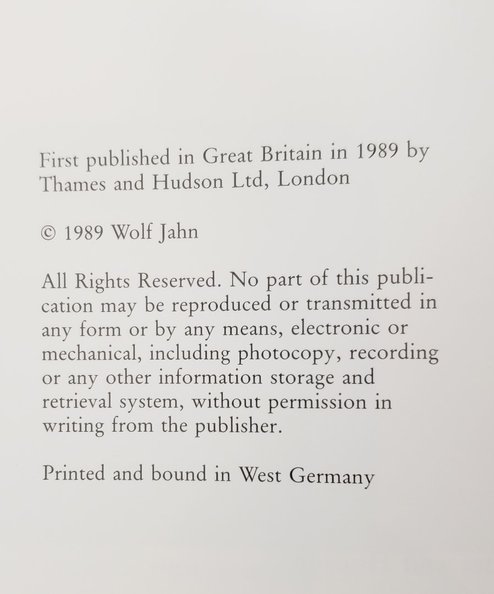 First published in Great Britain in 1989 by
Thames and Hudson Ltd, London
© 1989 Wolf Jahn
All Rights Reserved. No part of this publi-
cation may be reproduced or transmitted in
any form or by any means, electronic or
mechanical, including photocopy, recording
or any other information storage and
retrieval system, without permission in
writing from the publisher.
Printed and bound in West Germany